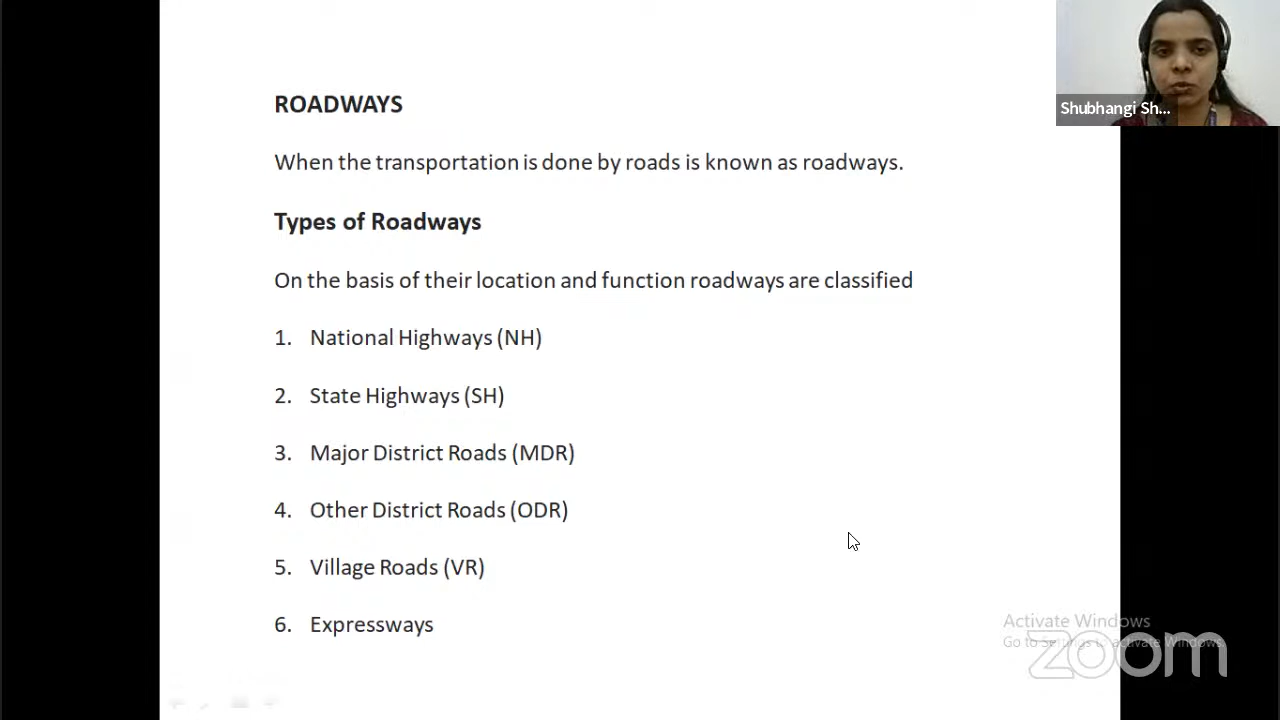 ROADWAYS
Shubhangi Sh...
When the transportation is done by roads is known as roadways.
Types of Roadways
On the basis of their location and function roadways are classified
1. National Highways (NH)
2. State Highways (SH)
3. Major District Roads (MDR)
4. Other District Roads (ODR)
5. Village Roads (VR)
6. Expressways
Activate Windows
Go to Settings to activate Windows.
zoom